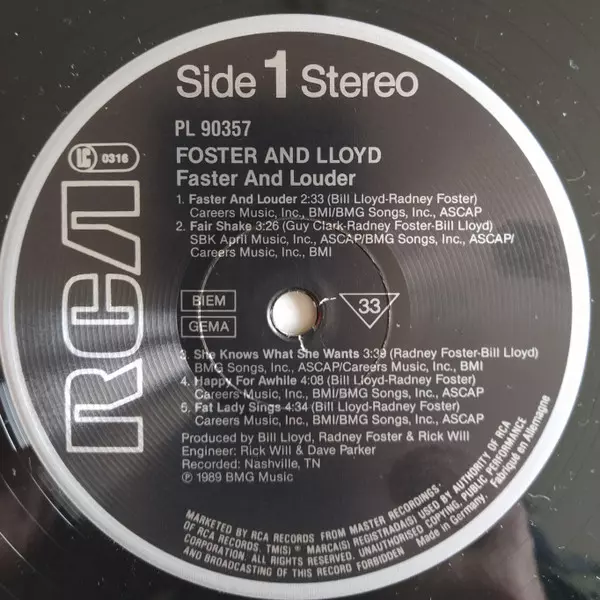 Side 1 Stereo
PL 90357
LC 0316
FOSTER AND LLOYD
Faster And Louder
1. Faster And Louder 2:33 (Bill Lloyd-Radney Foster)
Careers Music, Inc., BMI/BMG Songs, Inc., ASCAP
2. Fair Shake 3:26 (Guy Clark-Radney Foster-Bill Lloyd)
SBK April Music, Inc., ASCAP/BMG Songs, Inc., ASCAP/
Careers Music, Inc., BMI
RCA
BIEM
GEMA
33
3. She Knows What She Wants 3:39 (Radney Foster-Bill Lloyd)
BMG Songs, Inc., ASCAP/Careers Music, Inc., BMI
4. Happy For Awhile 4:08 (Bill Lloyd-Radney Foster)
Careers Music, Inc., BMI/BMG Songs, Inc., ASCAP
5. Fat Lady Sings 4:34 (Bill Lloyd-Radney Foster)
Careers Music, Inc., BMI/BMG Songs, Inc., ASCAP
Produced by Bill Lloyd, Radney Foster & Rick Will
Engineer: Rick Will & Dave Parker
Recorded: Nashville, TN
℗ 1989 BMG Music
MARKETED BY RCA RECORDS FROM MASTER RECORDINGS·
OF RCA RECORDS. TM(S) ® MARCA(S) REGISTRADA(S) USED BY AUTHORITY OF RCA
CORPORATION. ALL RIGHT RESERVED. UNAUTHORISED COPYING, PUBLIC PERFORMANCE
AND BROADCASTING OF THIS RECORD FORBIDDEN
Made in Germany. Fabriqué en Allemagne